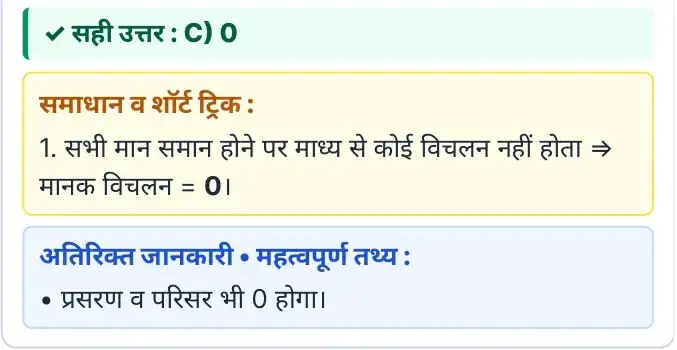 ✓ सही उत्तर : C) 0
समाधान व शॉर्ट ट्रिक :
1. सभी मान समान होने पर माध्य से कोई विचलन नहीं होता ⇒
मानक विचलन = 0।
अतिरिक्त जानकारी • महत्वपूर्ण तथ्य :
• प्रसरण व परिसर भी 0 होगा।